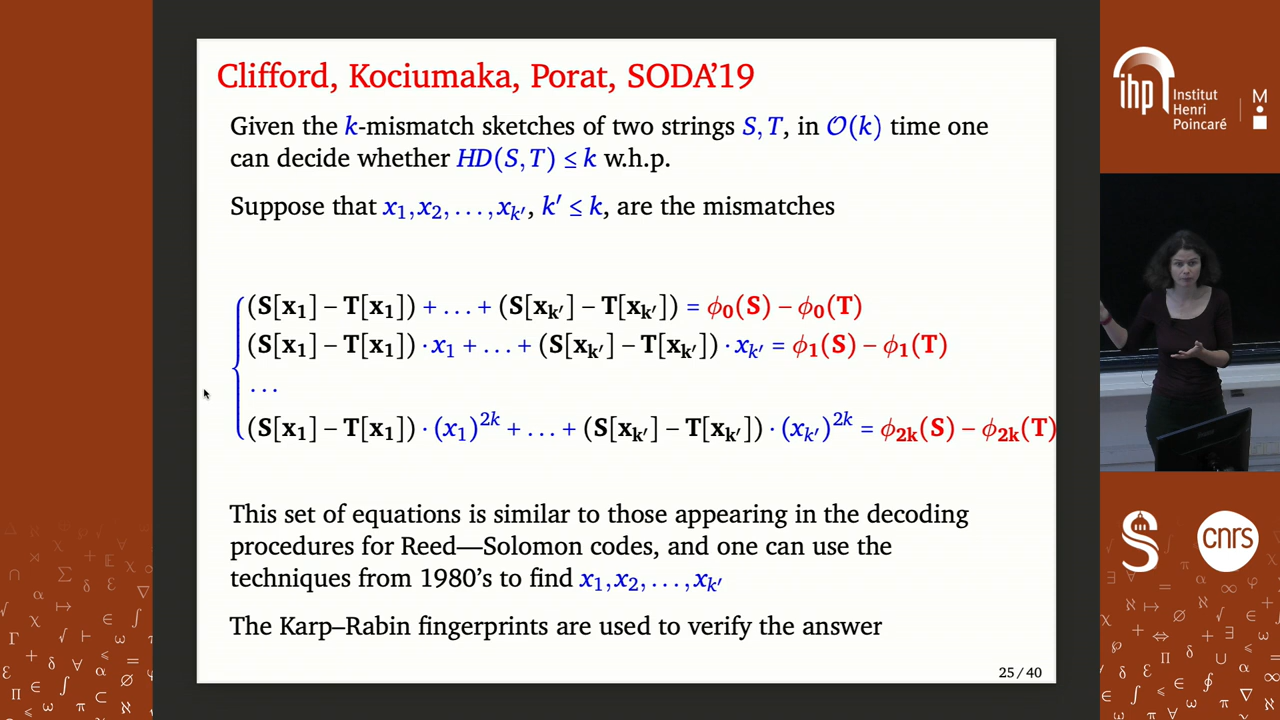 Clifford, Kociumaka, Porat, SODA'19
Given the k-mismatch sketches of two strings S, T, in O(k) time one
can decide whether HD(S, T) ≤ k w.h.p.
Suppose that x₁, x₂, ..., xₖ′, k′ ≤ k, are the mismatches
(S[x₁] − T[x₁]) + ... + (S[xₖ′] − T[xₖ′]) = ϕ₀(S) − ϕ₀(T)
(S[x₁] − T[x₁]) · x₁ + ... + (S[xₖ′] − T[xₖ′]) · xₖ′ = ϕ₁(S) − ϕ₁(T)
...
(S[x₁] − T[x₁]) · (x₁)²ᵏ + ... + (S[xₖ′] − T[xₖ′]) · (xₖ′)²ᵏ = ϕ₂ₖ(S) − ϕ₂ₖ(T)
This set of equations is similar to those appearing in the decoding
procedures for Reed—Solomon codes, and one can use the
techniques from 1980's to find x₁, x₂, ..., xₖ′
The Karp–Rabin fingerprints are used to verify the answer
25 / 40
ihp
Institut
Henri
Poincaré
M
S
cnrs